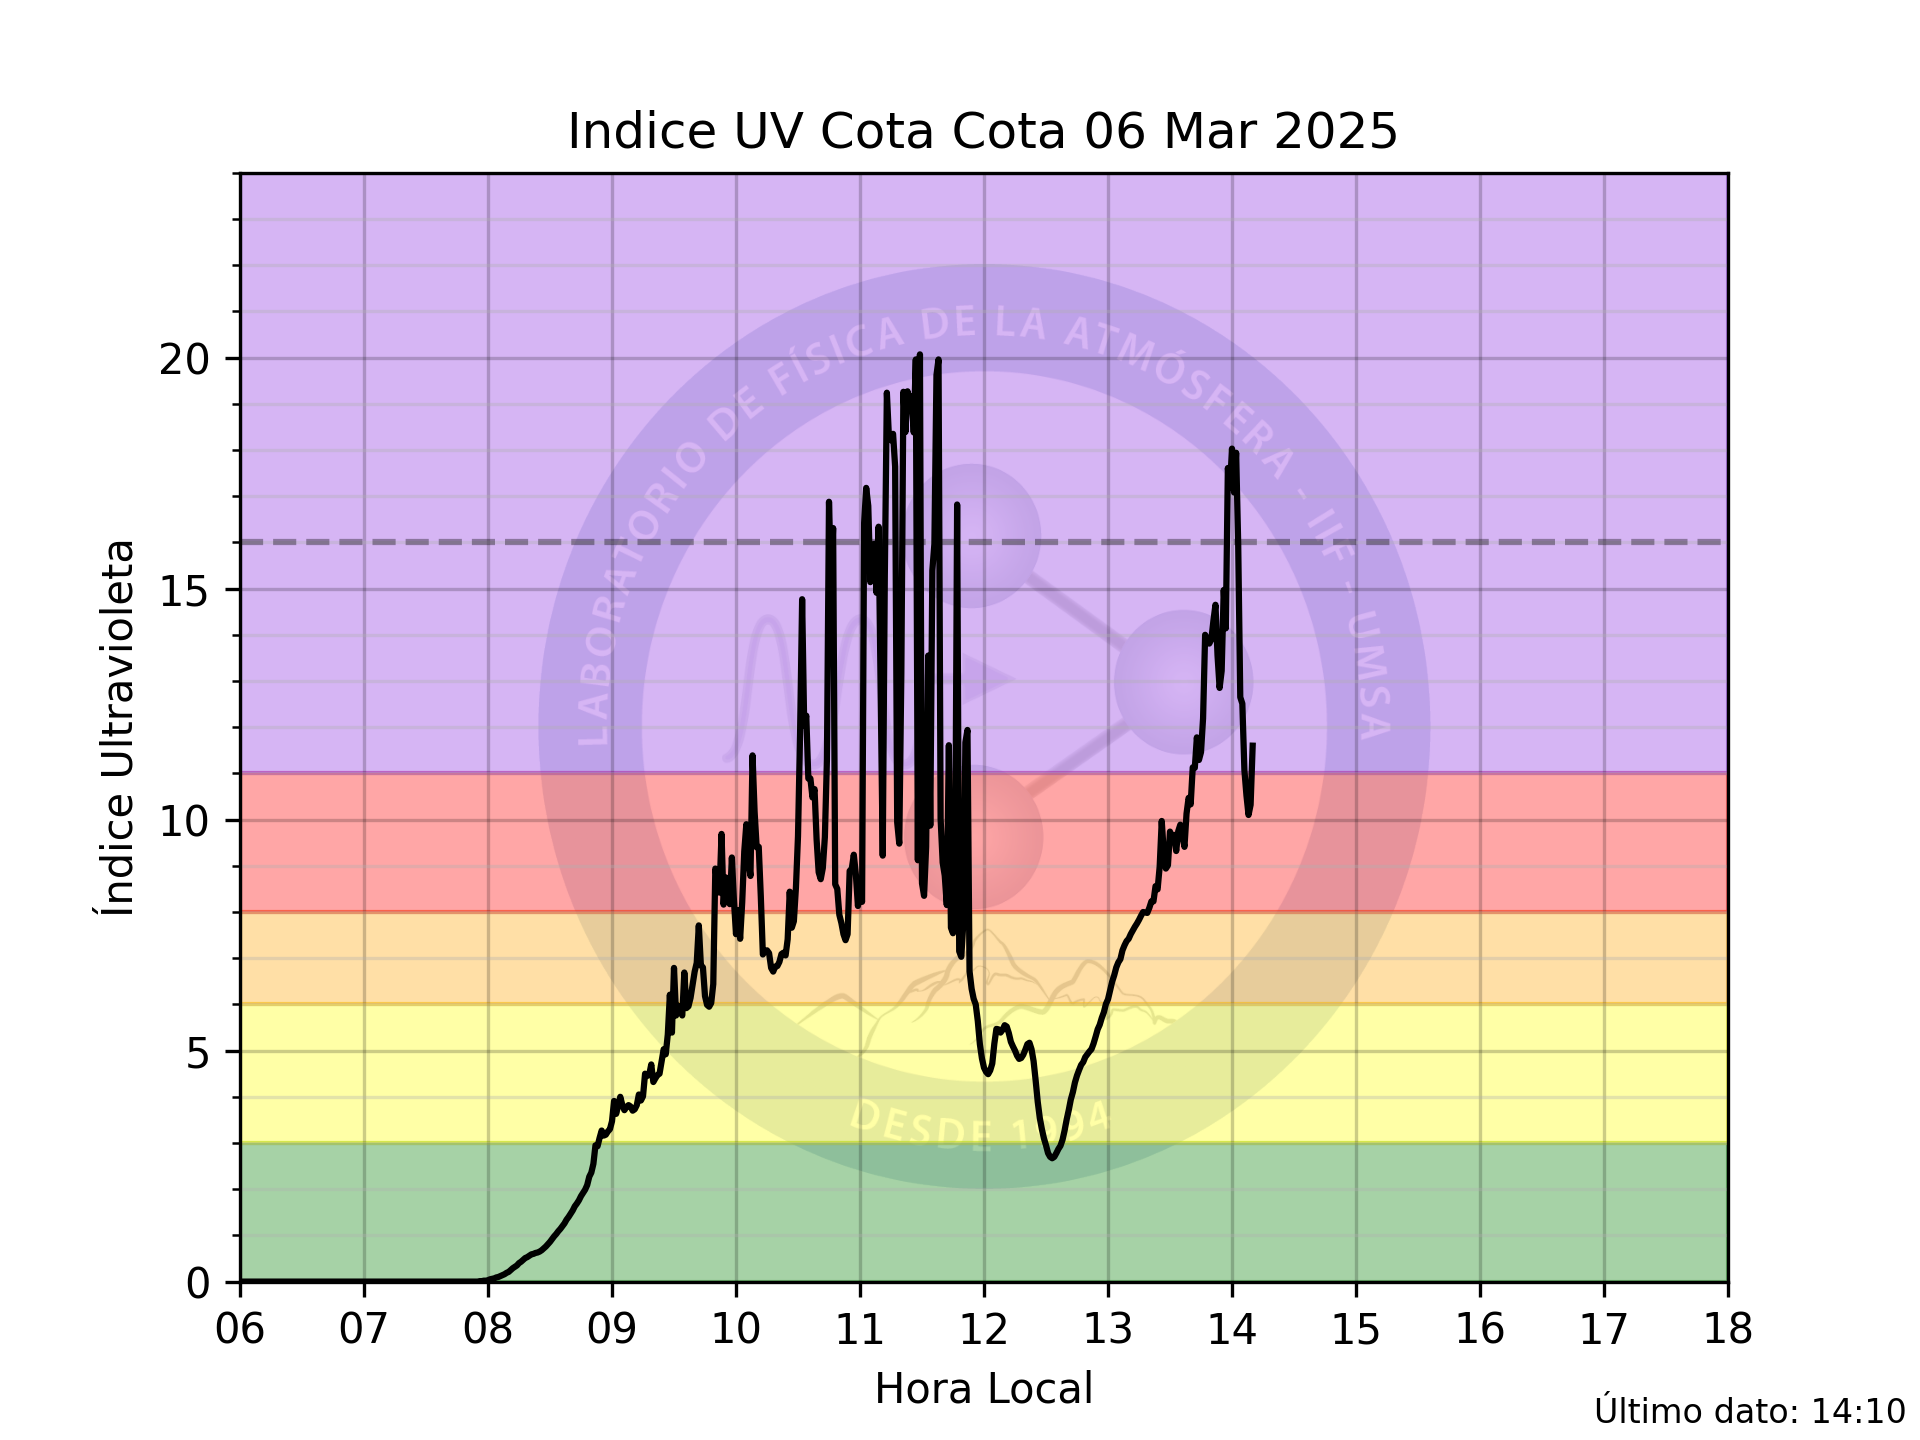 Indice UV Cota Cota 06 Mar 2025
LABORATORIO DE FÍSICA DE LA ATMÓSFERA - IIF - UMSA
DESDE 1994
Índice Ultravioleta
20
15
10
5
0
06 07 08 09 10 11 12 13 14 15 16 17 18
Hora Local
Último dato: 14:10